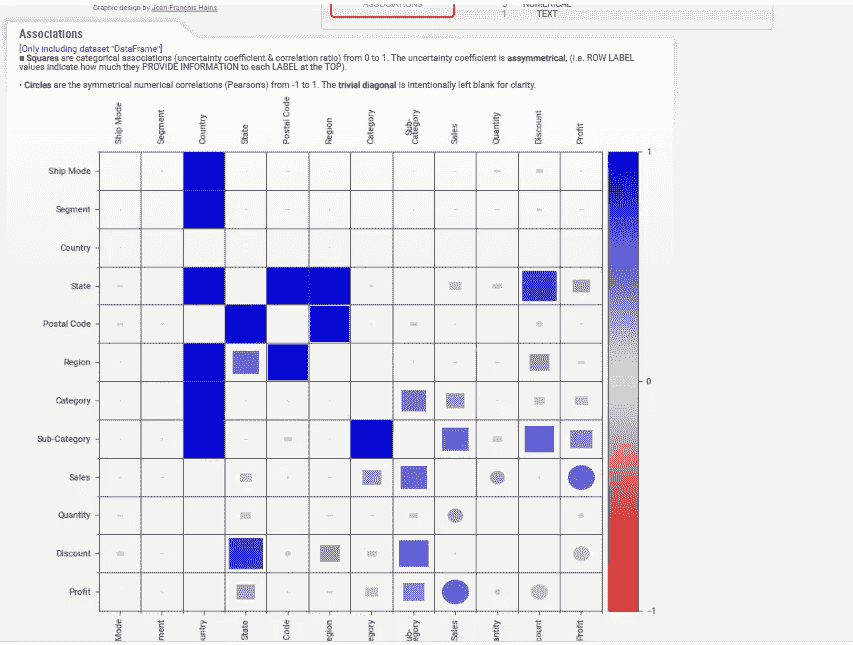 Graphic design by Jean François Hains
ASSOCIATIONS
3 NUMERICAL
1 TEXT
Associations
[Only including dataset "DataFrame"]
■ Squares are categorical associations (uncertainty coefficient & correlation ratio) from 0 to 1. The uncertainty coefficient is assymmetrical, (i.e. ROW LABEL
values indicate how much they PROVIDE INFORMATION to each LABEL at the TOP).
• Circles are the symmetrical numerical correlations (Pearson's) from -1 to 1. The trivial diagonal is intentionally left blank for clarity.
Ship Mode
Segment
Country
State
Postal Code
Region
Category
Sub-
Category
Sales
Quantity
Discount
Profit
Ship Mode
Segment
Country
State
Postal Code
Region
Category
Sub-Category
Sales
Quantity
Discount
Profit
1
0
-1
Mode
ment
untry
State
Code
egion
egory
ub-
egory
Sales
antity
count
Profit